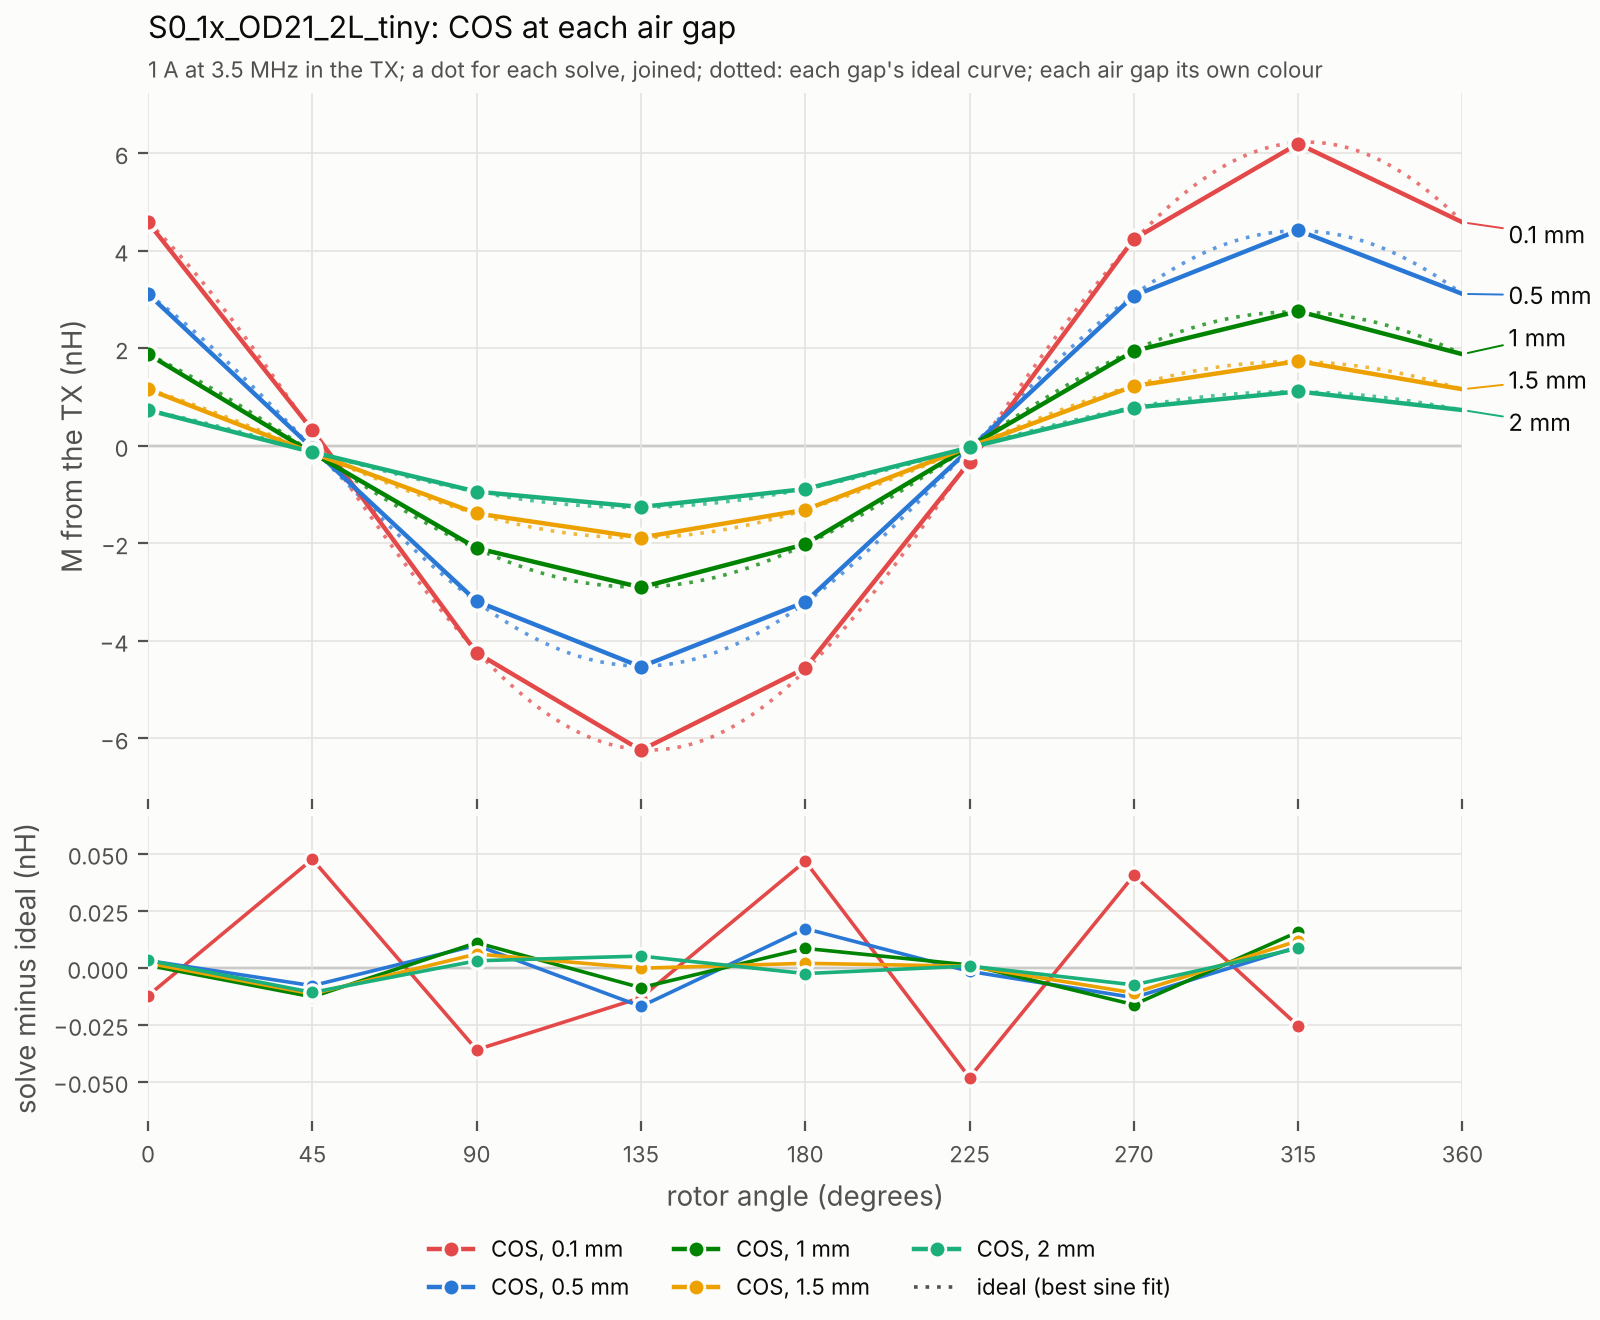 S0_1x_OD21_2L_tiny: COS at each air gap
1 A at 3.5 MHz in the TX; a dot for each solve, joined; dotted: each gap's ideal curve; each air gap its own colour
M from the TX (nH)
6
4
2
0
−2
−4
−6
0.1 mm
0.5 mm
1 mm
1.5 mm
2 mm
solve minus ideal (nH)
0.050
0.025
0.000
−0.025
−0.050
0 45 90 135 180 225 270 315 360
rotor angle (degrees)
COS, 0.1 mm COS, 1 mm COS, 2 mm
COS, 0.5 mm COS, 1.5 mm ideal (best sine fit)